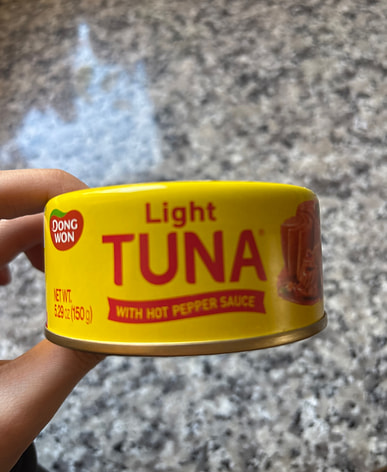 DONG
WON
Light
TUNA®
WITH HOT PEPPER SAUCE
NET WT.
5.29 oz (150g)